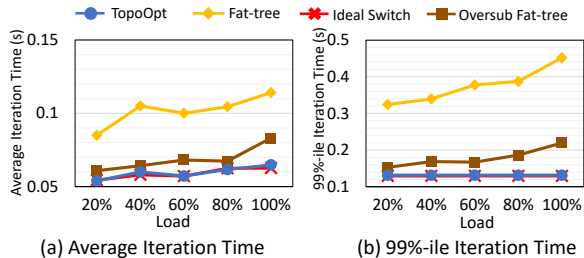 TopoOpt Fat-tree Ideal Switch Oversub Fat-tree
Average Iteration Time (s)
0.15
0.1
0.05
20% 40% 60% 80% 100%
Load
(a) Average Iteration Time
99%-ile Iteration Time (s)
0.5
0.4
0.3
0.2
0.1
20% 40% 60% 80% 100%
Load
(b) 99%-ile Iteration Time